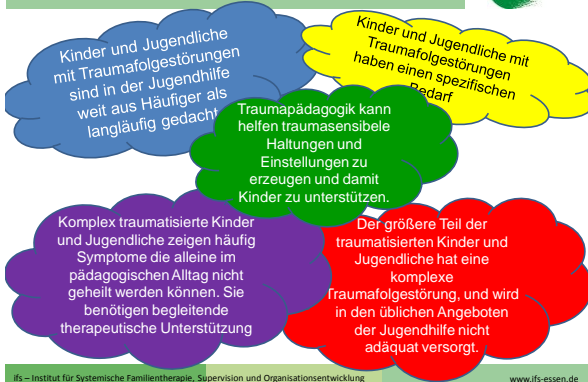 Kinder und Jugendliche
mit Traumafolgestörungen
sind in der Jugendhilfe
weit aus Häufiger als
langläufig gedacht
Kinder und Jugendliche mit
Traumafolgestörungen
haben einen spezifischen
Bedarf
Traumapädagogik kann
helfen traumasensibele
Haltungen und
Einstellungen zu
erzeugen und damit
Kinder zu unterstützen.
Komplex traumatisierte Kinder
und Jugendliche zeigen häufig
Symptome die alleine im
pädagogischen Alltag nicht
geheilt werden können. Sie
benötigen begleitende
therapeutische Unterstützung
Der größere Teil der
traumatisierten Kinder und
Jugendliche hat eine
komplexe
Traumafolgestörung, und wird
in den üblichen Angeboten
der Jugendhilfe nicht
adäquat versorgt.
ifs – Institut für Systemische Familientherapie, Supervision und Organisationsentwicklung
www.ifs-essen.de